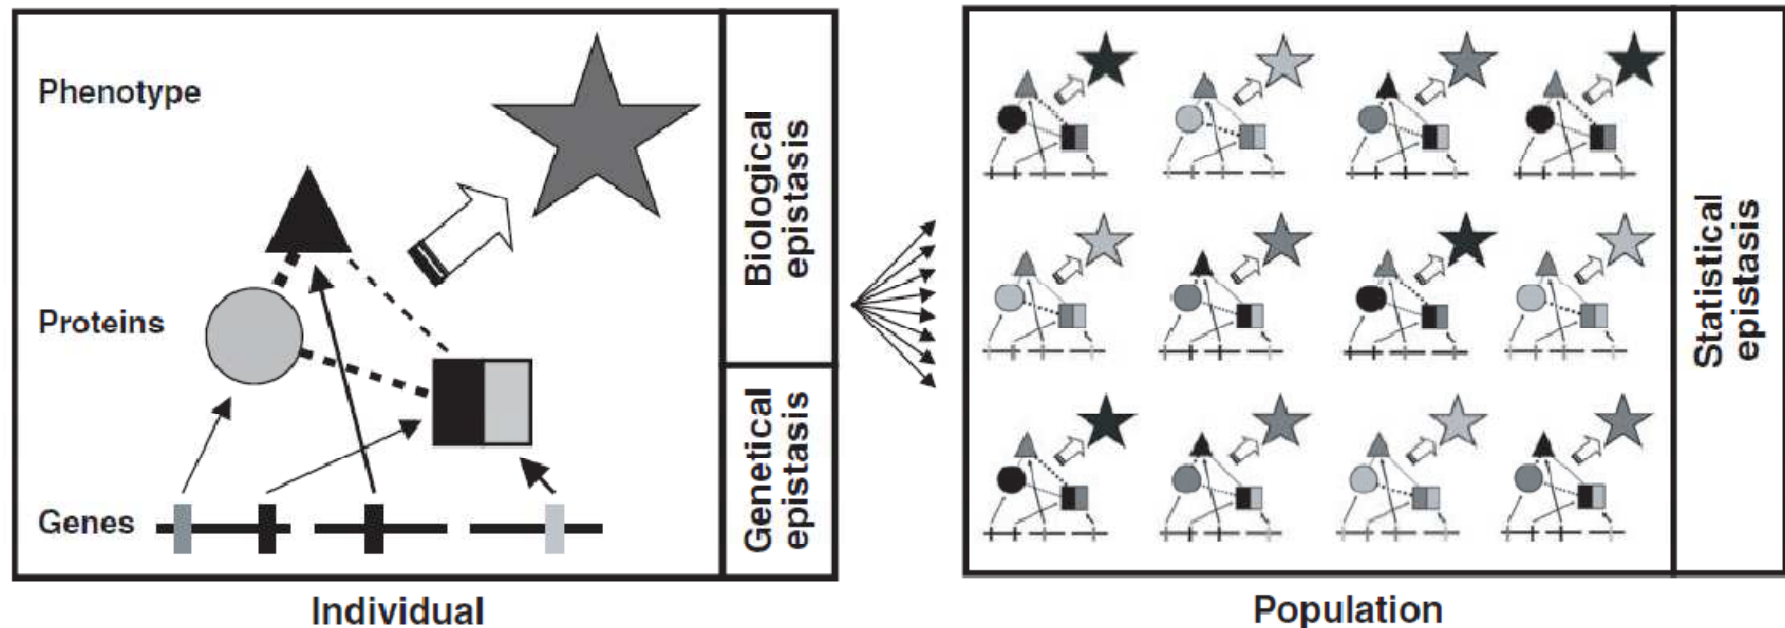 Phenotype
Proteins
Genes
Biological
epistasis
Genetical
epistasis
Individual
Statistical
epistasis
Population